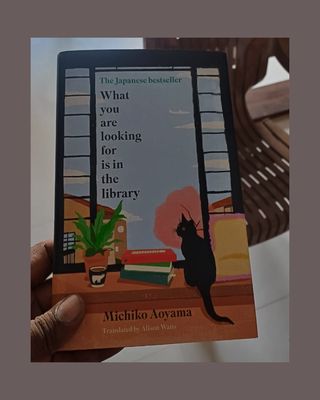 The Japanese bestseller
What
you
are
looking
for
is in
the
library
Michiko Aoyama
Translated by Alison Watts